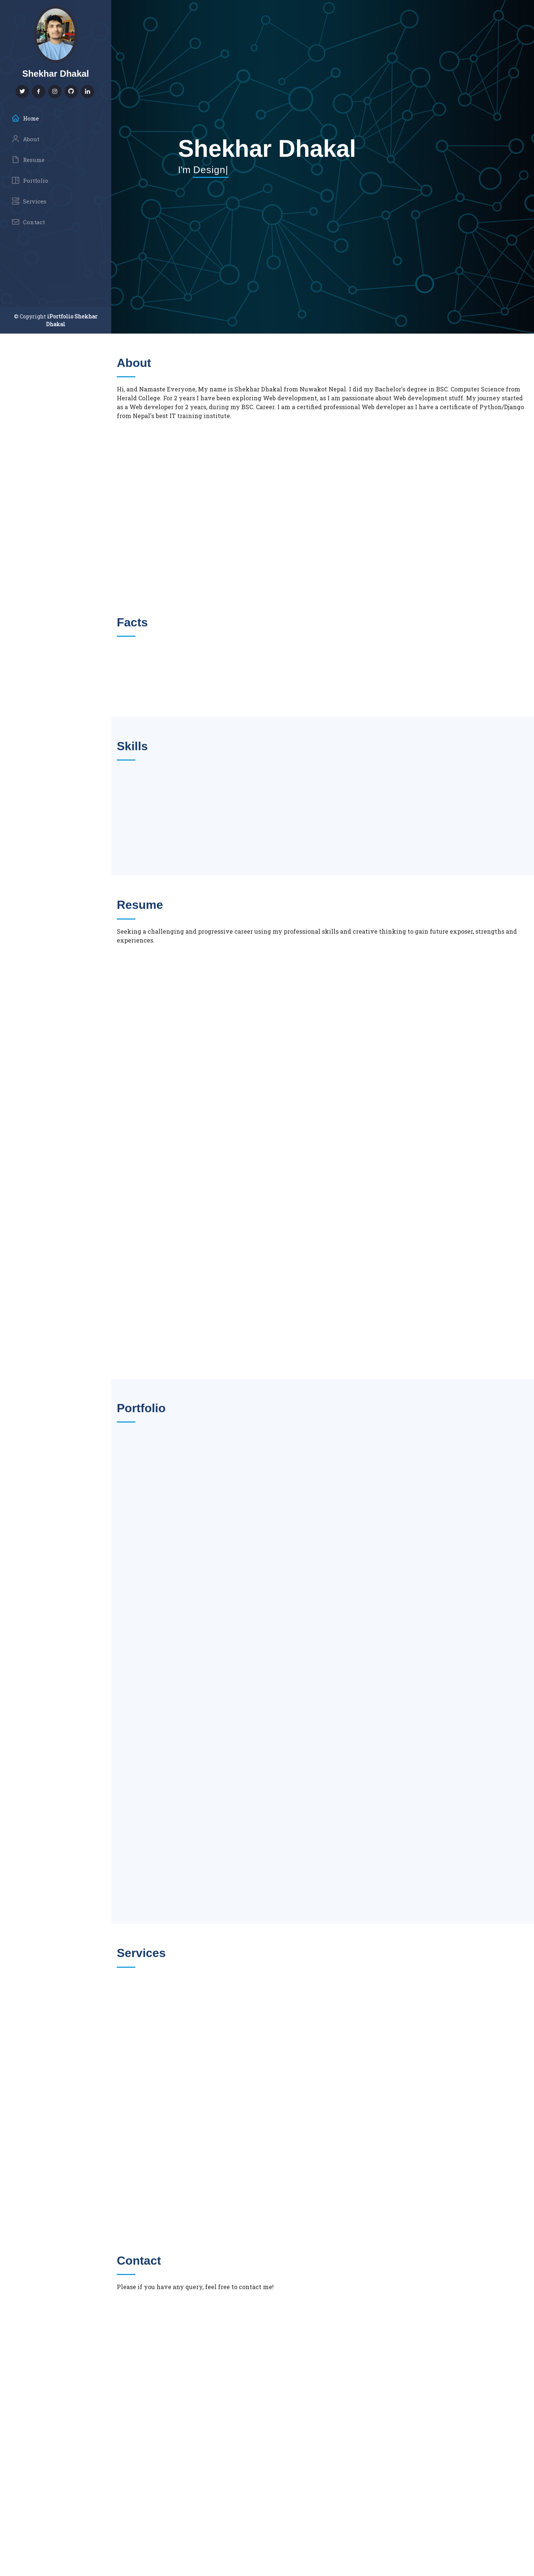 Shekhar Dhakal
Home
About
Resume
Portfolio
Services
Contact
© Copyright iPortfolio Shekhar
Dhakal
Shekhar Dhakal
I'm Design|
About
Hi, and Namaste Everyone, My name is Shekhar Dhakal from Nuwakot Nepal. I did my Bachelor's degree in BSC. Computer Science from
Herald College. For 2 years I have been exploring Web development, as I am passionate about Web development stuff. My journey started
as a Web developer for 2 years, during my BSC. Career. I am a certified professional Web developer as I have a certificate of Python/Django
from Nepal's best IT training institute.
Facts
Skills
Resume
Seeking a challenging and progressive career using my professional skills and creative thinking to gain future exposer, strengths and
experiences.
Portfolio
Services
Contact
Please if you have any query, feel free to contact me!